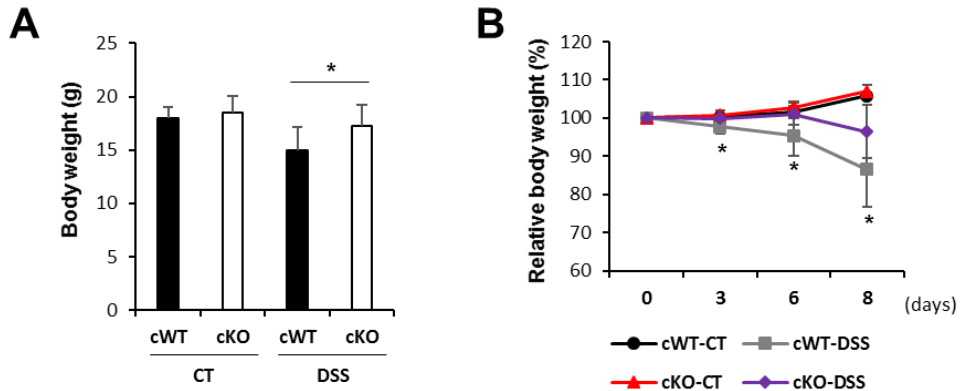 A
Body weight (g)
25
20
15
10
5
0
*
cWT cKO cWT cKO
CT DSS
B
Relative body weight (%)
120
110
100
90
80
70
60
* * *
0 3 6 8 (days)
cWT-CT cWT-DSS
cKO-CT cKO-DSS